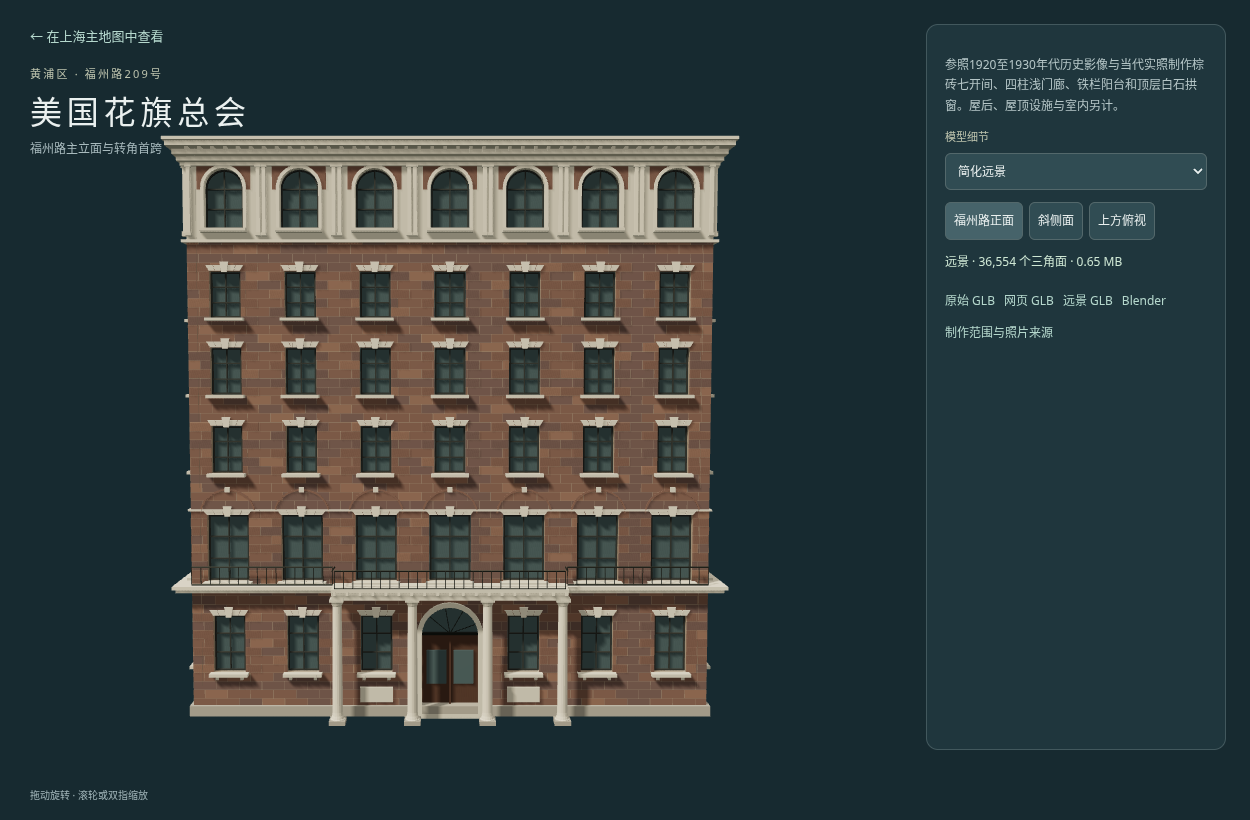 ← 在上海主地图中查看
黄浦区 · 福州路209号
美国花旗总会
福州路主立面与转角首跨
参照1920至1930年代历史影像与当代实照制作棕
砖七开间、四柱浅门廊、铁栏阳台和顶层白石拱
窗。屋后、屋顶设施与室内另计。
模型细节
简化远景
福州路正面 斜侧面 上方俯视
远景 · 36,554 个三角面 · 0.65 MB
原始 GLB 网页 GLB 远景 GLB Blender
制作范围与照片来源
拖动旋转 · 滚轮或双指缩放